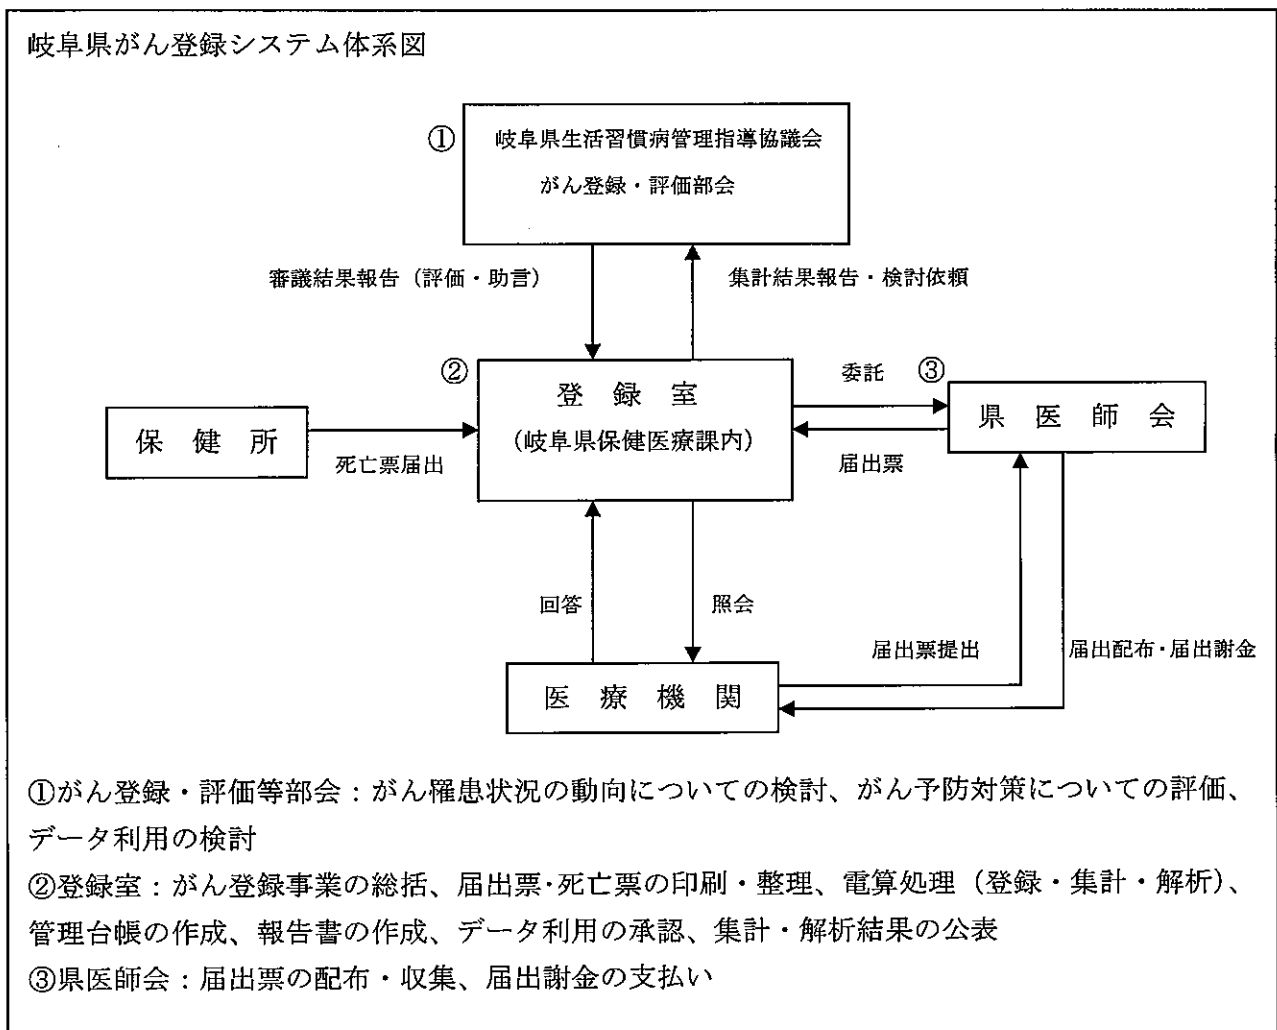 岐阜県がん登録システム体系図
①
岐阜県生活習慣病管理指導協議会
がん登録・評価部会
審議結果報告（評価・助言）
集計結果報告・検討依頼
②
登録室
（岐阜県保健医療課内）
委託
③
県医師会
保健所
死亡票届出
届出票
回答
照会
届出票提出
届出配布・届出謝金
医療機関
①がん登録・評価等部会：がん罹患状況の動向についての検討、がん予防対策についての評価、
データ利用の検討
②登録室：がん登録事業の総括、届出票･死亡票の印刷・整理、電算処理（登録・集計・解析）、
管理台帳の作成、報告書の作成、データ利用の承認、集計・解析結果の公表
③県医師会：届出票の配布・収集、届出謝金の支払い